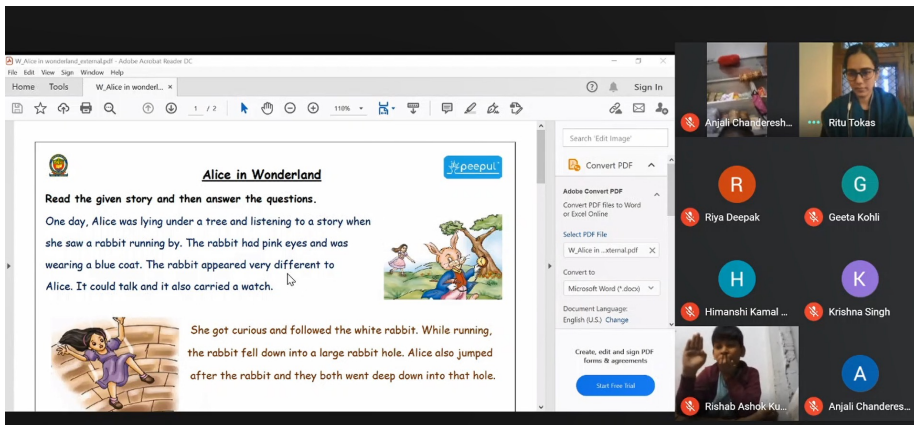 W_Alice in wonderland_external.pdf - Adobe Acrobat Reader DC
File Edit View Sign Window Help
Home Tools W_Alice in wonderl... × Sign In
1 / 2 110%
Search 'Edit Image'
Convert PDF
Adobe Convert PDF
Convert PDF files to Word
or Excel Online
Select PDF File
W_Alice in ...xternal.pdf ×
Convert to
Microsoft Word (*.docx)
Document Language:
English (U.S.) Change
Create, edit and sign PDF
forms & agreements
Start Free Trial
peepul
Alice in Wonderland
Read the given story and then answer the questions.
One day, Alice was lying under a tree and listening to a story when
she saw a rabbit running by. The rabbit had pink eyes and was
wearing a blue coat. The rabbit appeared very different to
Alice. It could talk and it also carried a watch.
She got curious and followed the white rabbit. While running,
the rabbit fell down into a large rabbit hole. Alice also jumped
after the rabbit and they both went deep down into that hole.
Anjali Chanderesh...
Ritu Tokas
R
Riya Deepak
G
Geeta Kohli
H
Himanshi Kamal ...
K
Krishna Singh
Rishab Ashok Ku...
A
Anjali Chanderes...